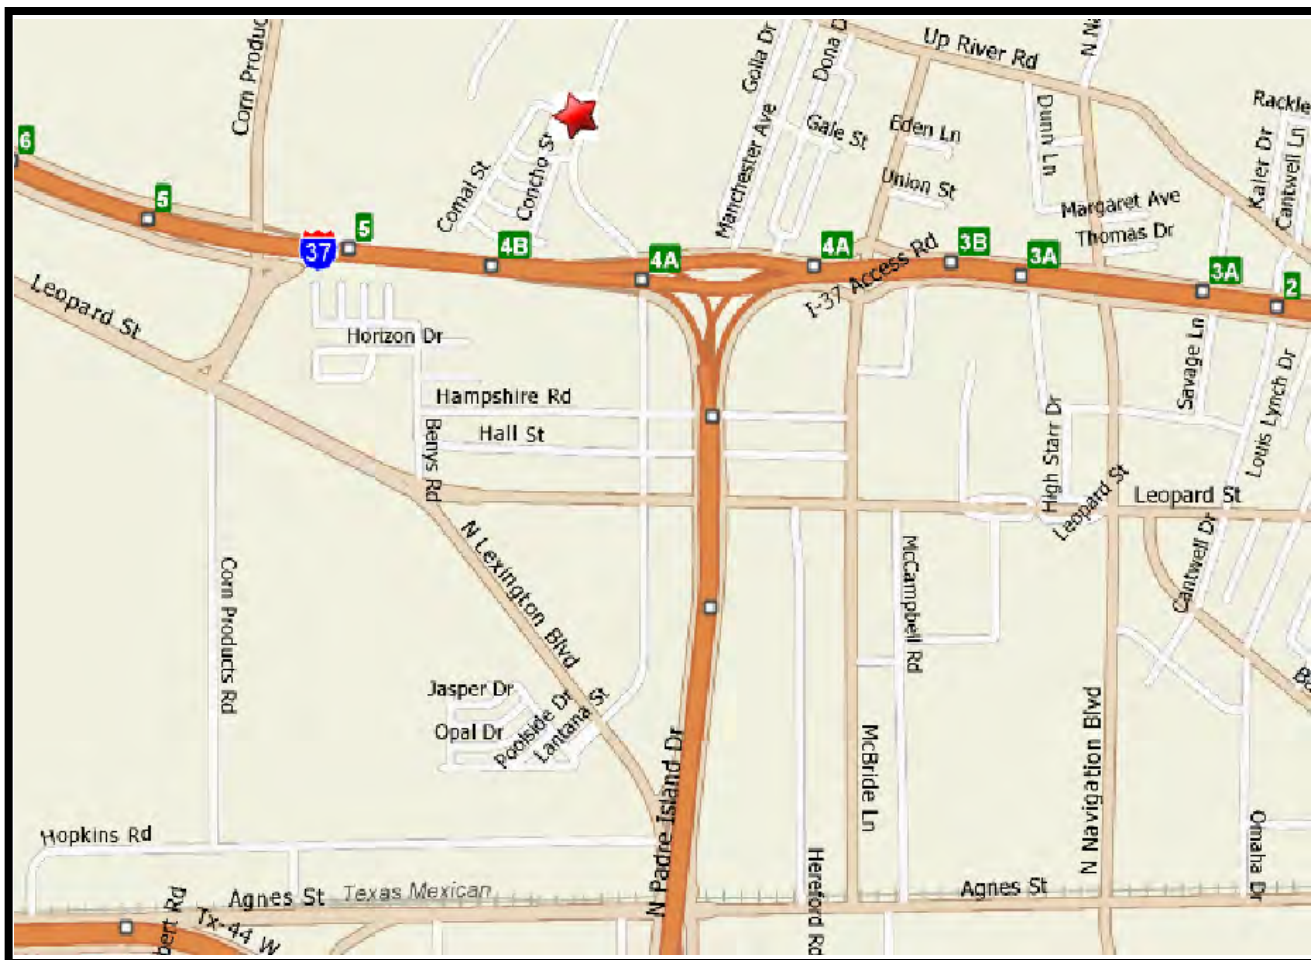 Corn Produc
Golla Dr
Dona D
Up River Rd
N Na
Manchester Ave
Gale St
Eden Ln
Dunn Ln
Rackle
Kaler Dr
Cantwell Ln
6
Comal St
Concho St
Union St
Margaret Ave
Thomas Dr
5
37
5
4B
4A
4A
I-37 Access Rd
3B
3A
3A
2
Leopard St
Horizon Dr
Hampshire Rd
Hall St
Benys Rd
Savage Ln
Louis Lynch Dr
High Starr Dr
Leopard St
Leopard St
N Lexington Blvd
Corn Products Rd
McCampbell Rd
Cantwell Dr
Jasper Dr
Opal Dr
Poolside Dr
Lantana St
N Padre Island Dr
McBride Ln
N Navigation Blvd
Ba
Hopkins Rd
Hereford Rd
Omaha Dr
Agnes St
Texas Mexican
Agnes St
bert Rd
Tx-44 W